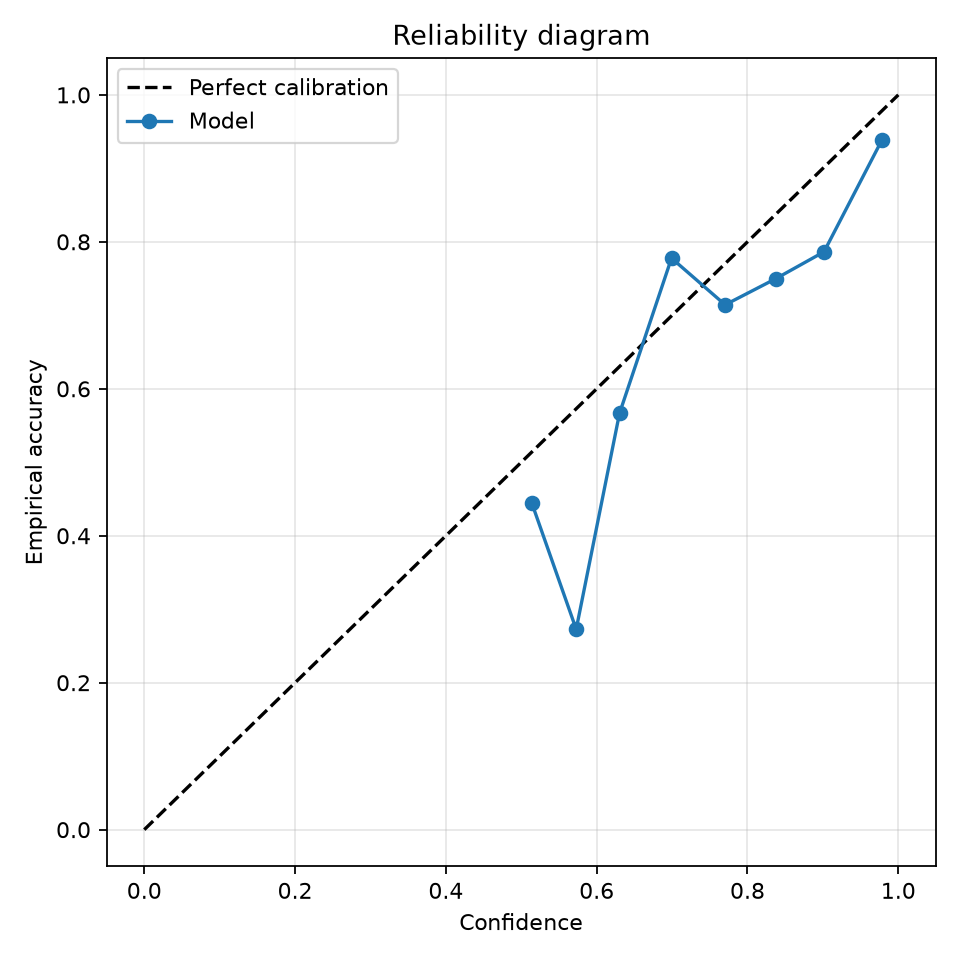 Reliability diagram
Perfect calibration
Model
1.0
0.8
0.6
0.4
0.2
0.0
Empirical accuracy
0.0 0.2 0.4 0.6 0.8 1.0
Confidence